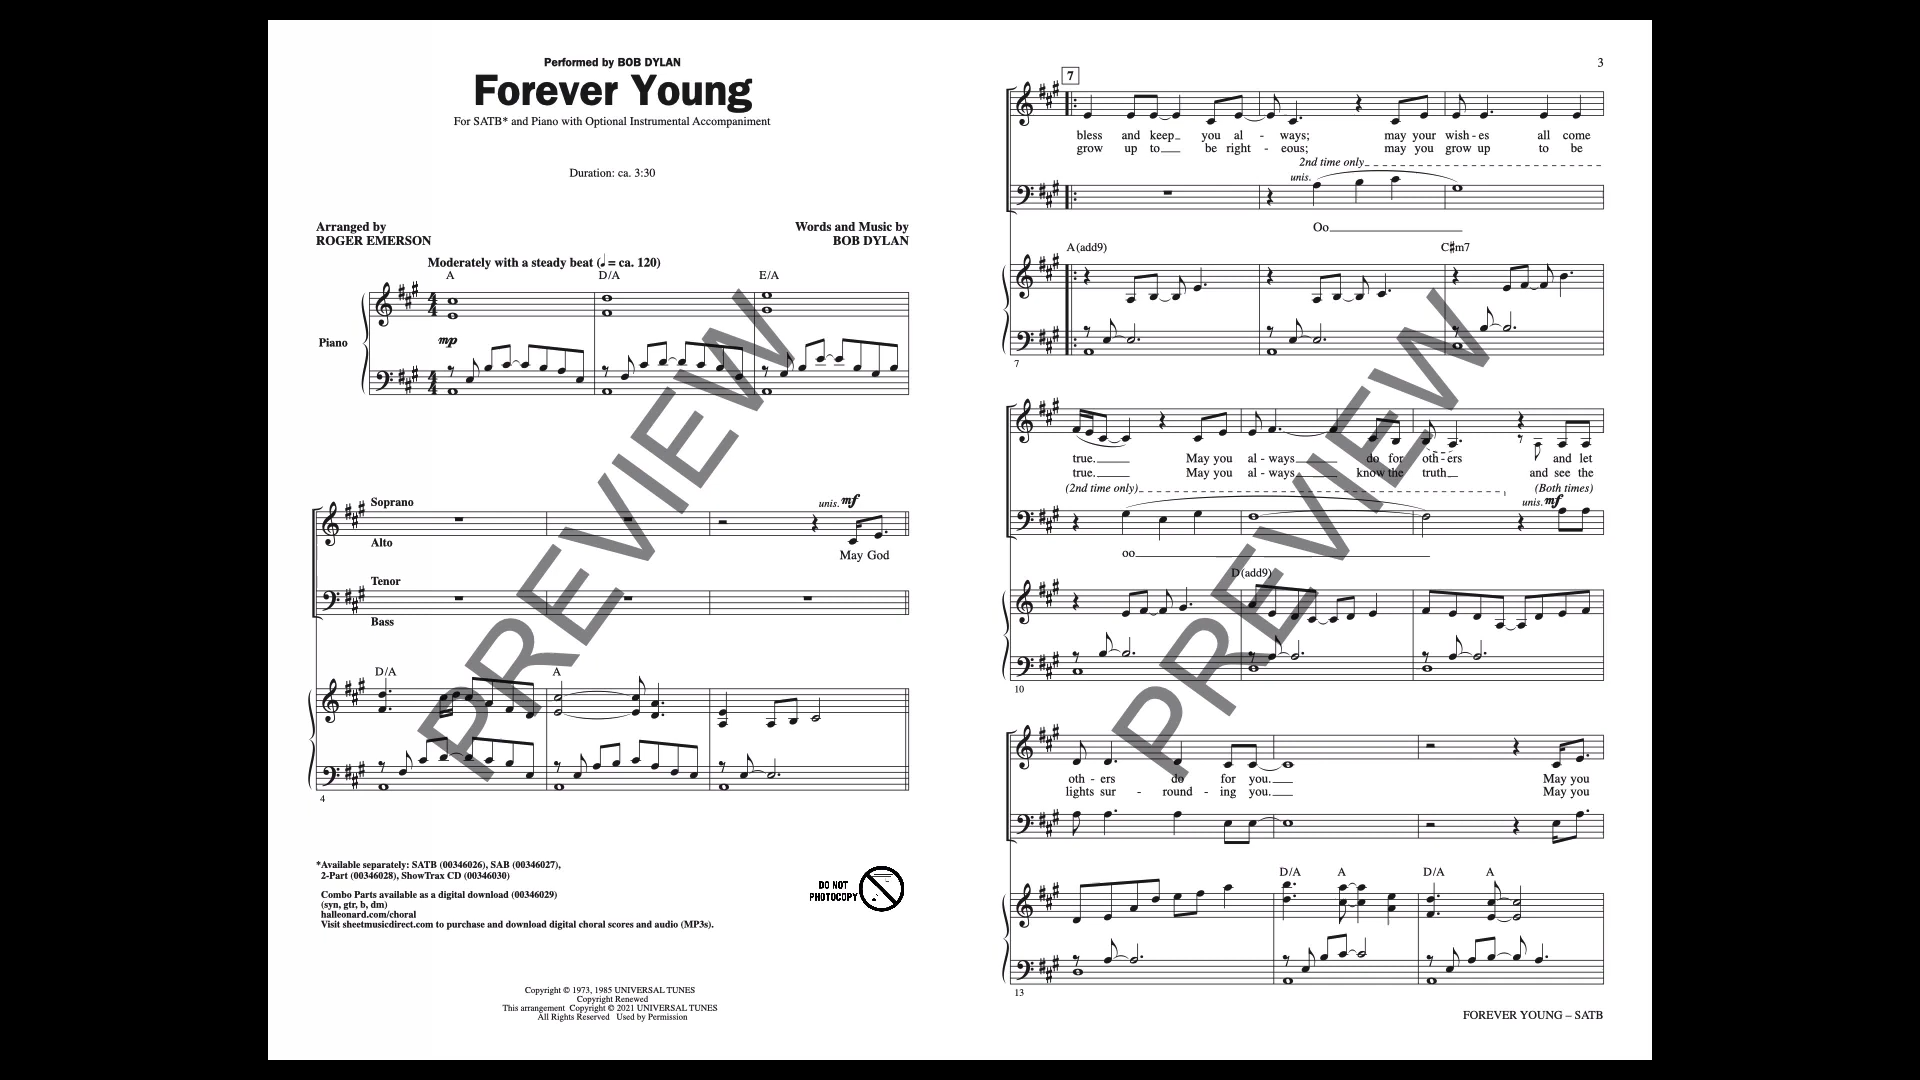 Performed by BOB DYLAN
Forever Young
For SATB* and Piano with Optional Instrumental Accompaniment
Duration: ca. 3:30
Arranged by
ROGER EMERSON
Words and Music by
BOB DYLAN
Moderately with a steady beat (♩ = ca. 120)
A D/A E/A
Piano
mp
Soprano
unis. mf
Alto
May God
Tenor
Bass
D/A A
4
*Available separately: SATB (00346026), SAB (00346027),
2-Part (00346028), ShowTrax CD (00346030)
Combo Parts available as a digital download (00346029)
(syn, gtr, b, dm)
halleonard.com/choral
Visit sheetmusicdirect.com to purchase and download digital choral scores and audio (MP3s).
DO NOT
PHOTOCOPY
Copyright © 1973, 1985 UNIVERSAL TUNES
Copyright Renewed
This arrangement Copyright © 2021 UNIVERSAL TUNES
All Rights Reserved Used by Permission
PREVIEW
3
7
bless and keep_ you al - ways; may your wish - es all come
grow up to__ be right - eous; may you grow up to be
2nd time only
unis.
Oo
A(add9) C#m7
7
true.__ May you al - ways__ do for oth - ers and let
true.__ May you al - ways__ know the truth_ and see the
(2nd time only) (Both times)
unis. mf
oo
D(add9)
10
oth - ers do for you.__ May you
lights sur - round - ing you.__ May you
D/A A D/A A
13
FOREVER YOUNG – SATB
PREVIEW